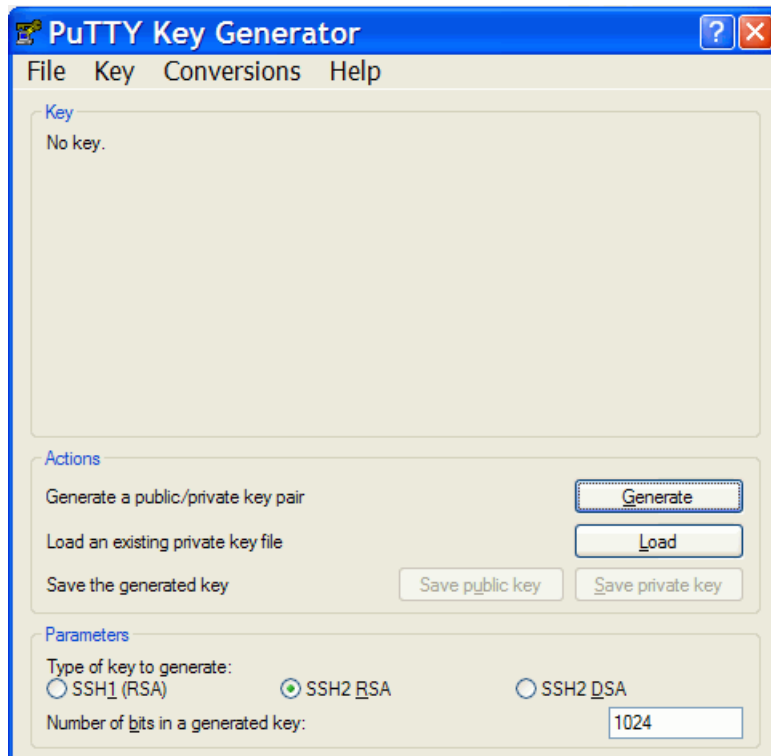 PuTTY Key Generator
File Key Conversions Help
Key
No key.
Actions
Generate a public/private key pair Generate
Load an existing private key file Load
Save the generated key Save public key Save private key
Parameters
Type of key to generate:
SSH1 (RSA) SSH2 RSA SSH2 DSA
Number of bits in a generated key: 1024